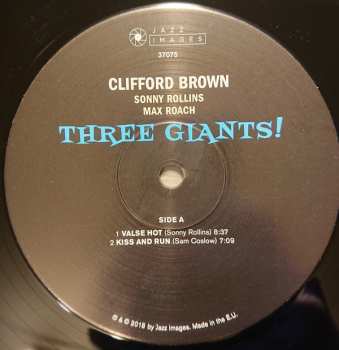 JAZZ
IMAGES
37075
CLIFFORD BROWN
SONNY ROLLINS
MAX ROACH
THREE GIANTS!
SIDE A
1 VALSE HOT (Sonny Rollins) 8:37
2 KISS AND RUN (Sam Coslow) 7:09
℗ & © 2018 by Jazz Images. Made in the E.U.